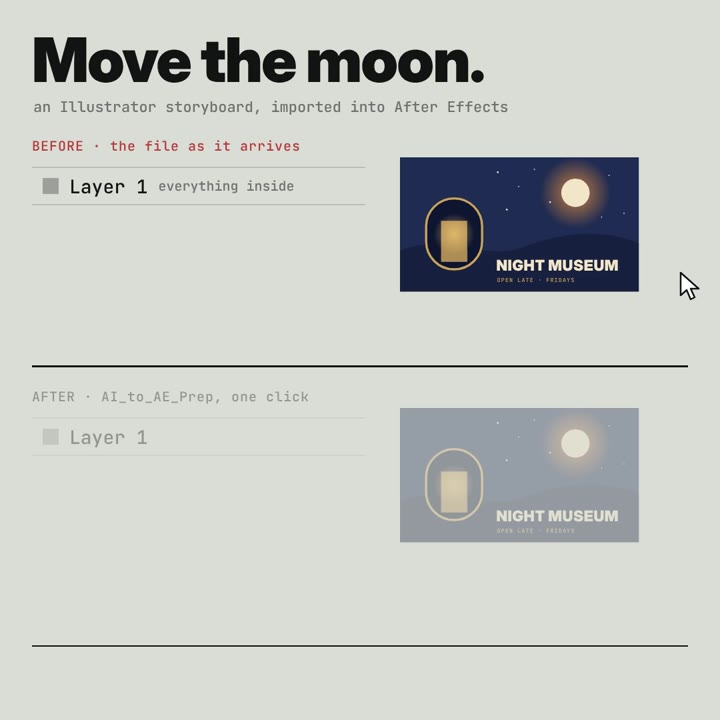 Move the moon.
an Illustrator storyboard, imported into After Effects
BEFORE · the file as it arrives
Layer 1 everything inside
NIGHT MUSEUM
OPEN LATE · FRIDAYS
AFTER · AI_to_AE_Prep, one click
Layer 1
NIGHT MUSEUM
OPEN LATE · FRIDAYS